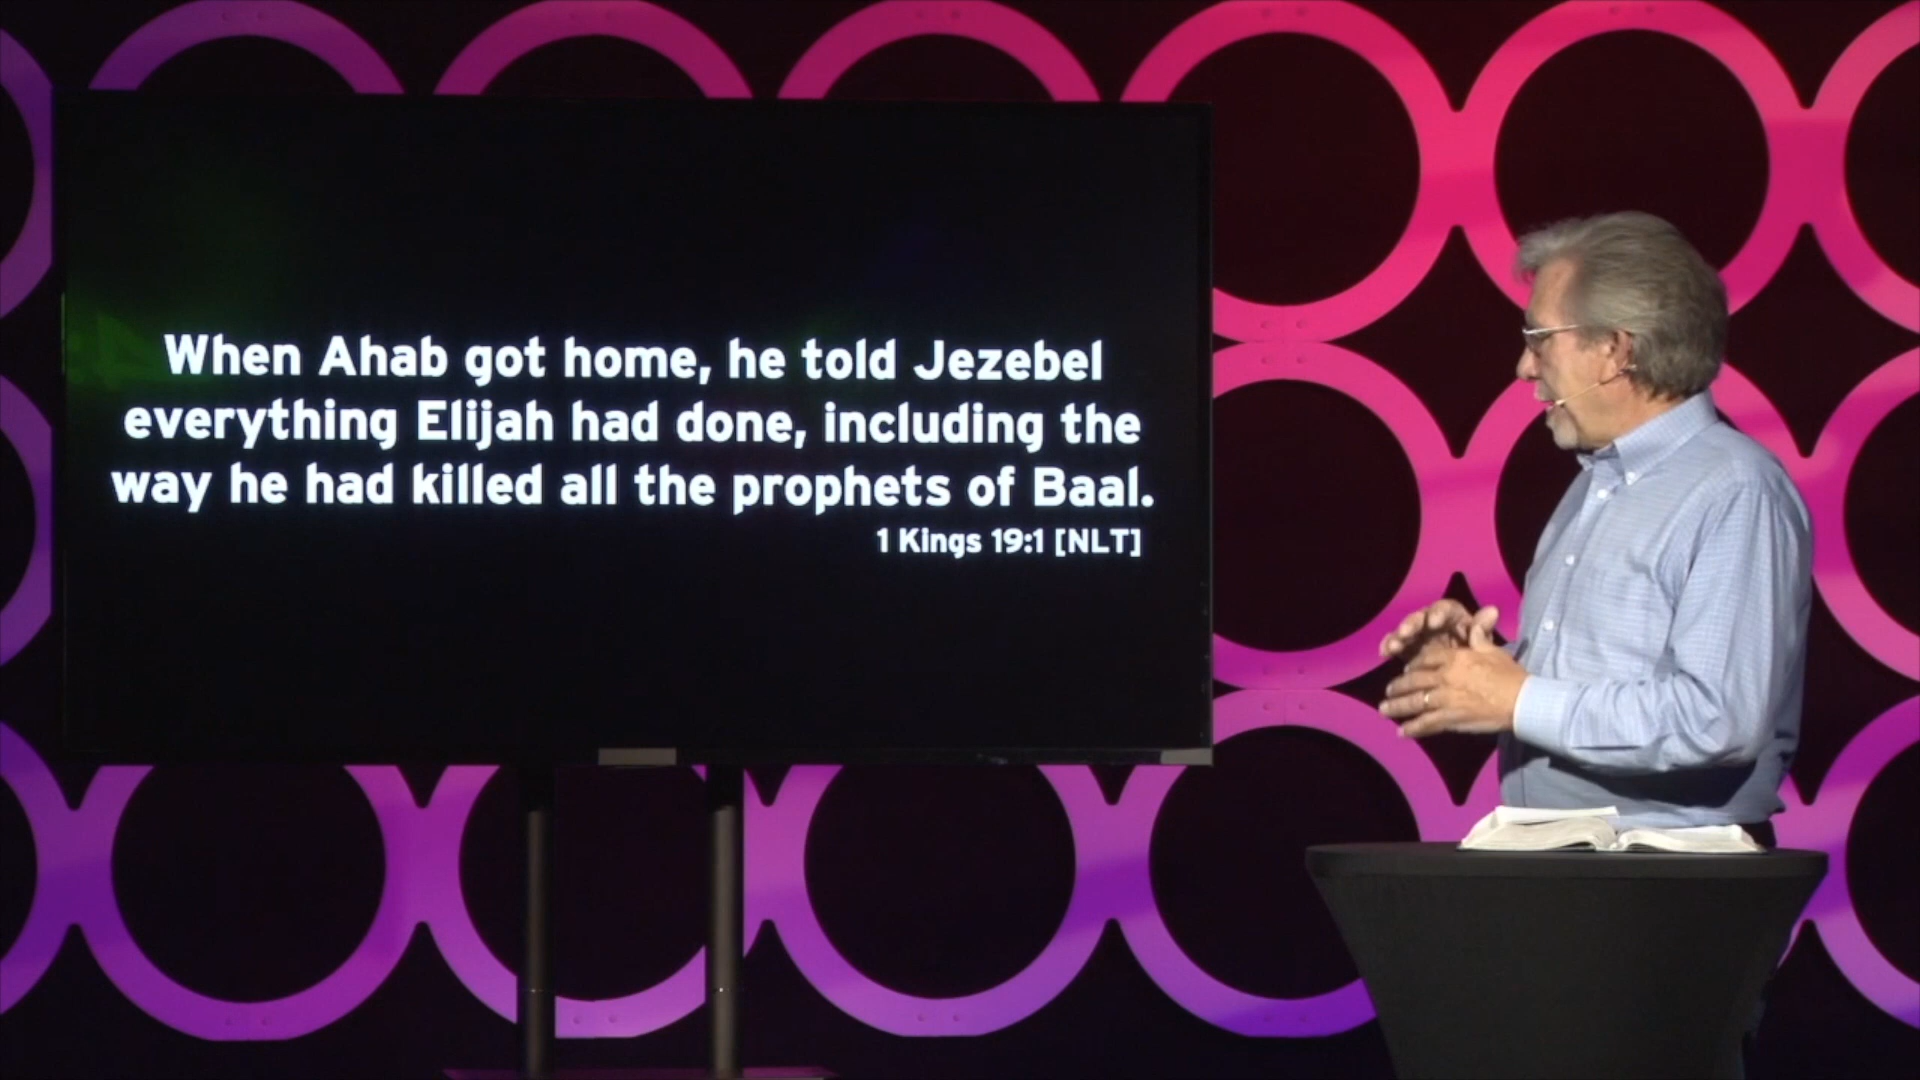 When Ahab got home, he told Jezebel
everything Elijah had done, including the
way he had killed all the prophets of Baal.
1 Kings 19:1 [NLT]